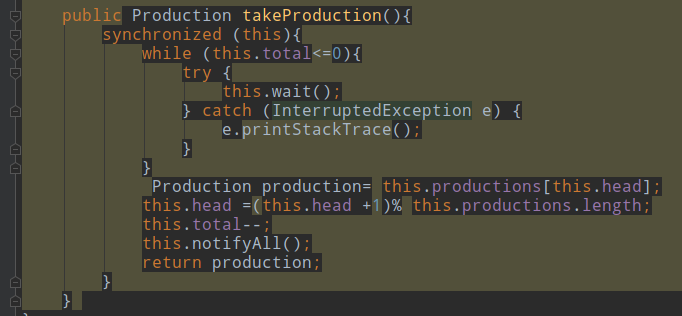 public Production takeProduction(){
synchronized (this){
while (this.total<=0){
try {
this.wait();
} catch (InterruptedException e) {
e.printStackTrace();
}
}
Production production= this.productions[this.head];
this.head =(this.head +1)% this.productions.length;
this.total--;
this.notifyAll();
return production;
}
}